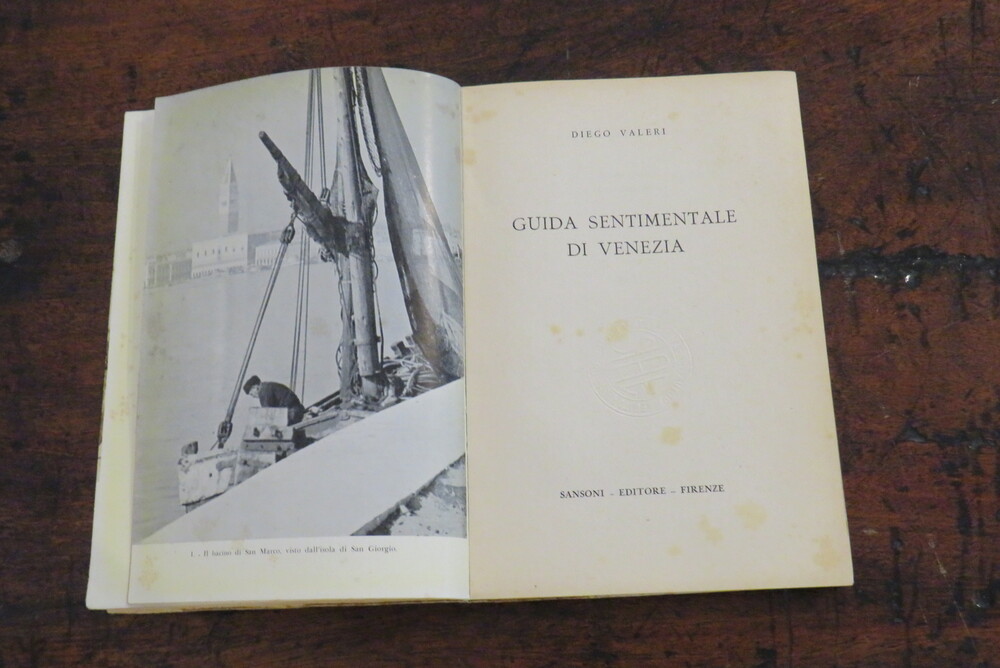 1. - Il bacino di San Marco, visto dall'isola di San Giorgio.
DIEGO VALERI
GUIDA SENTIMENTALE
DI VENEZIA
SANSONI - EDITORE - FIRENZE